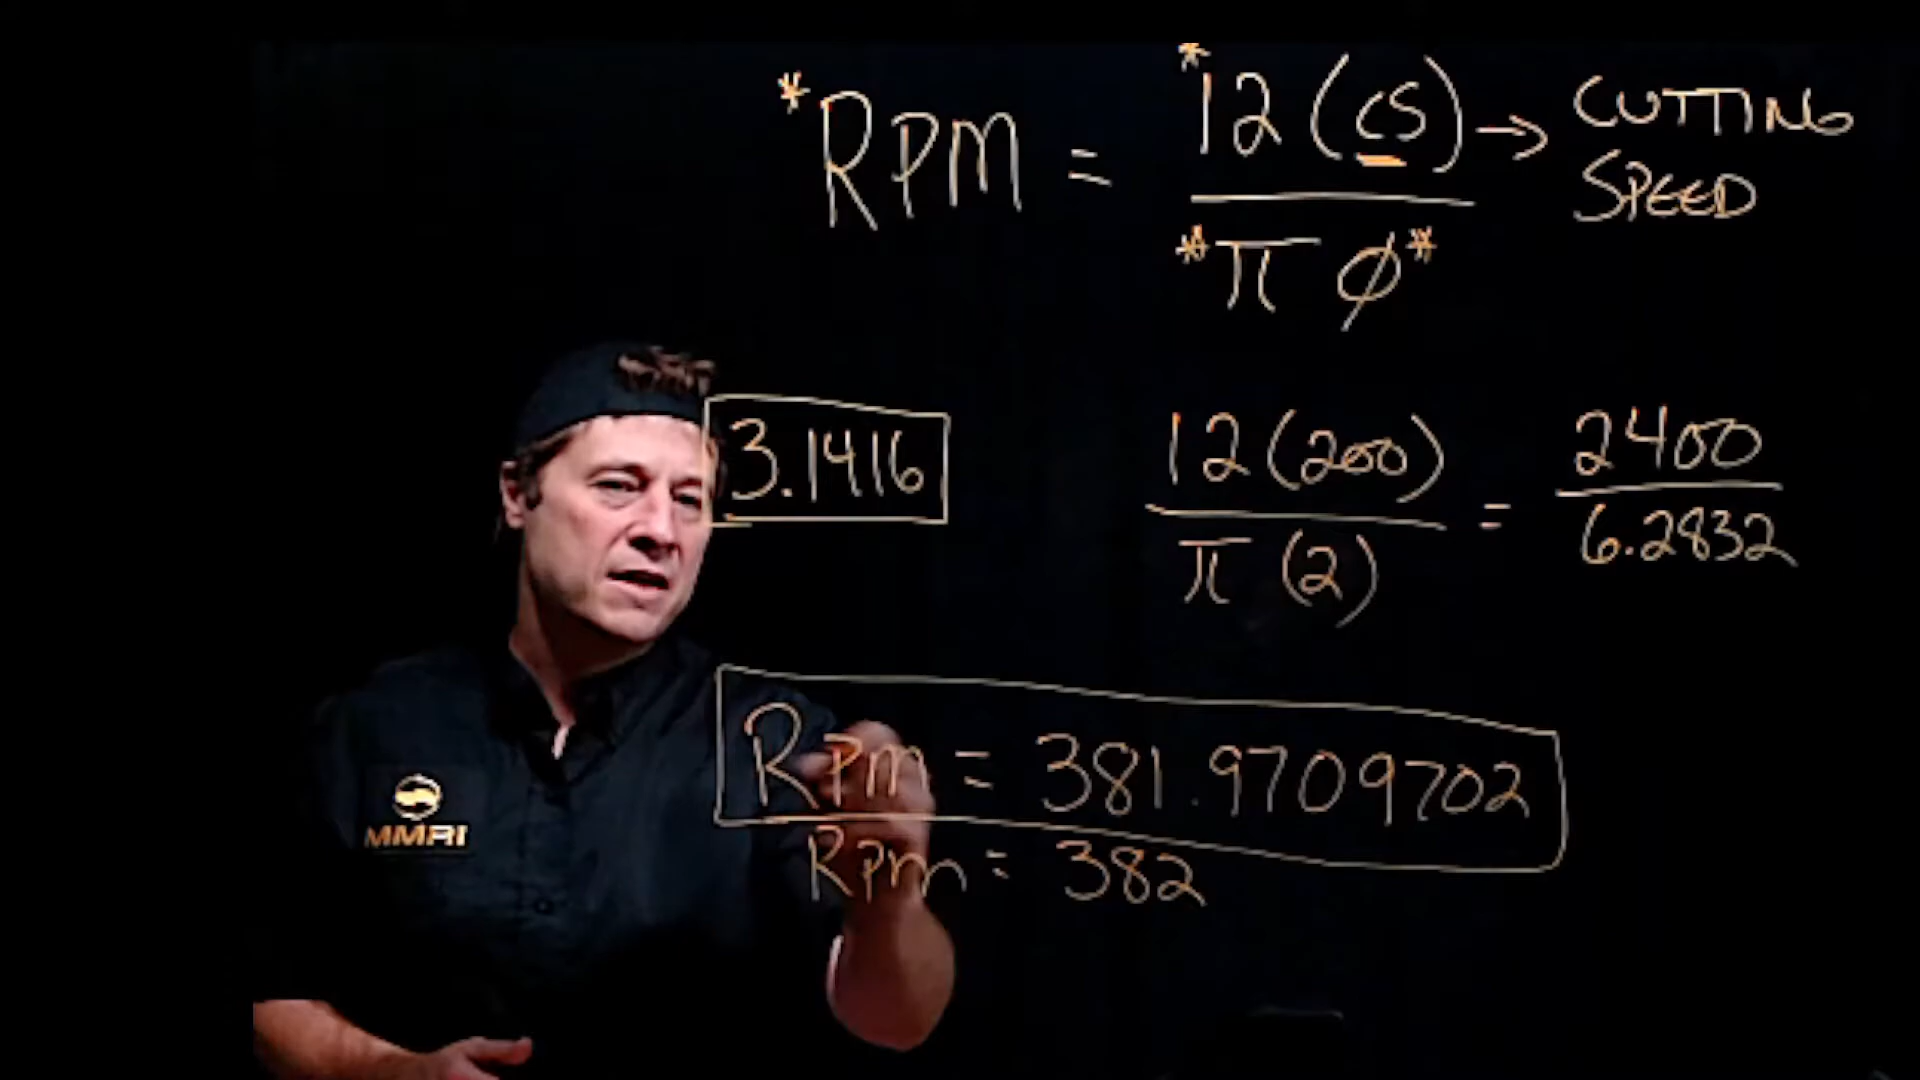 *RPM = *12 (CS) → CUTTING SPEED
*π ⌀*
3.1416
12 (200) = 2400
π (2) 6.2832
RPM = 381.9709702
RPM = 382
MMRI